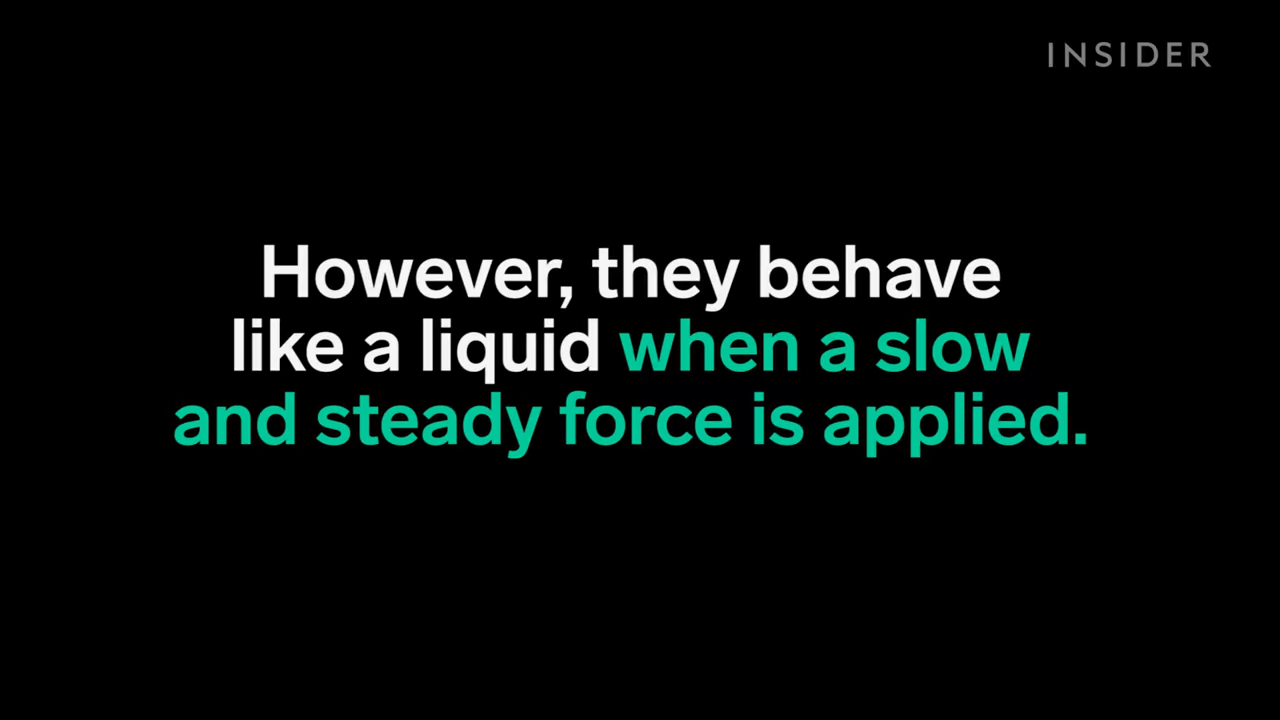 INSIDER
However, they behave
like a liquid when a slow
and steady force is applied.